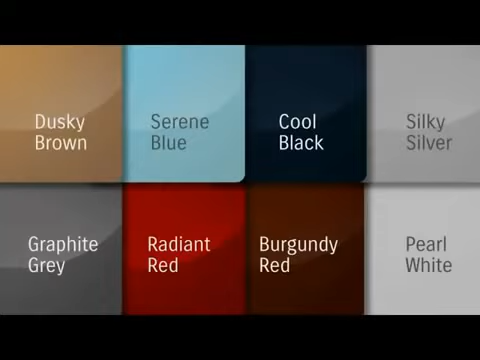 Dusky
Brown
Serene
Blue
Cool
Black
Silky
Silver
Graphite
Grey
Radiant
Red
Burgundy
Red
Pearl
White